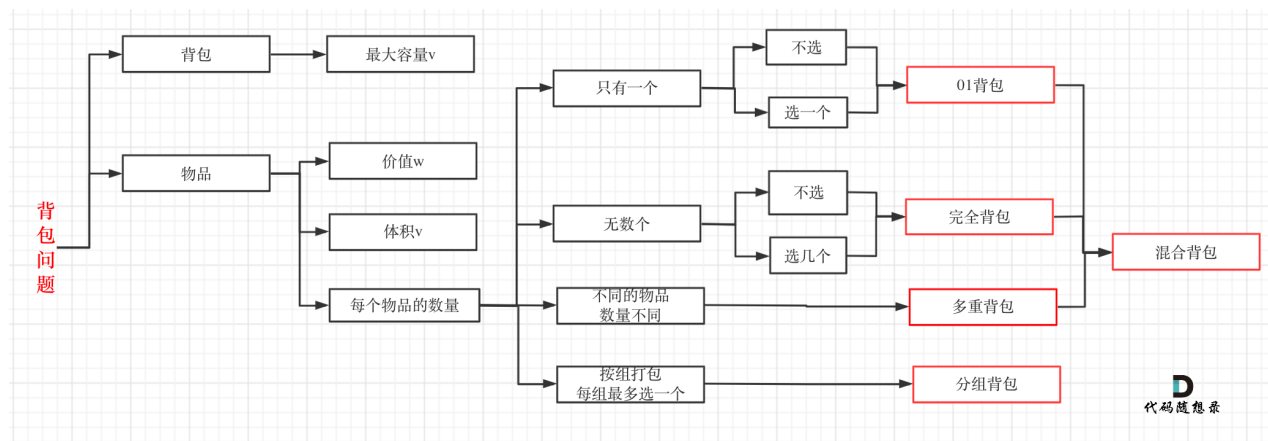 背包问题
背包
最大容量v
物品
价值w
体积v
每个物品的数量
只有一个
不选
选一个
01背包
无数个
不选
选几个
完全背包
不同的物品
数量不同
多重背包
混合背包
按组打包
每组最多选一个
分组背包
代码随想录